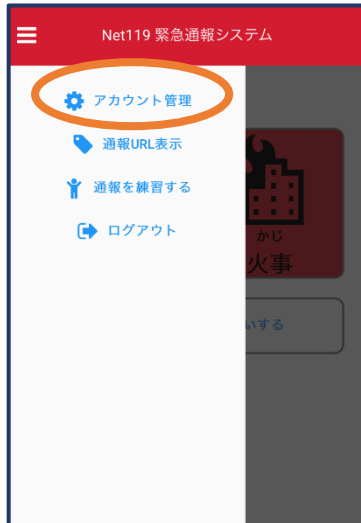 Net119 緊急通報システム
アカウント管理
通報URL表示
通報を練習する
ログアウト
かじ
火事
いする